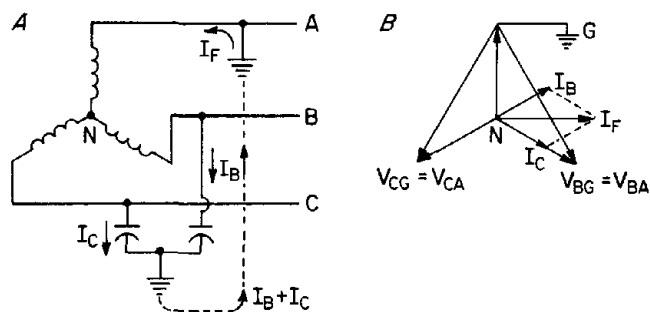 A
A
I_F
B
N
I_B
C
I_C
I_B+I_C
B
G
I_B
I_F
N
I_C
V_CG = V_CA
V_BG = V_BA